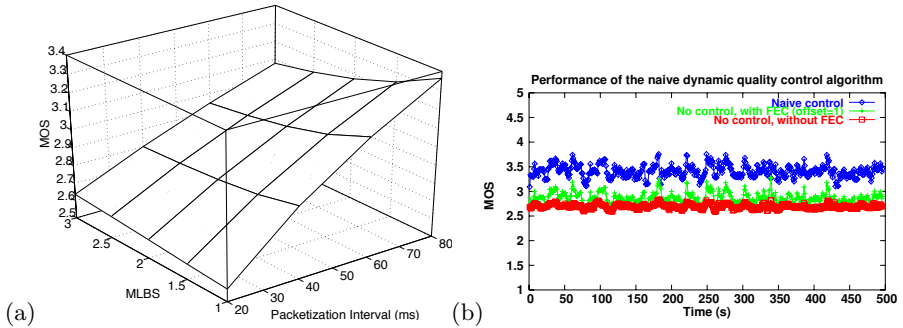 3.4
3.3
3.2
3.1
3
2.9
2.8
2.7
2.6
2.5
MOS
3
2.5
2
1.5
1
MLBS
20
30
40
50
60
70
80
Packetization Interval (ms)
(a)
Performance of the naive dynamic quality control algorithm
Naive control
No control, with FEC (offset=1)
No control, without FEC
5
4.5
4
3.5
3
2.5
2
1.5
1
MOS
0 50 100 150 200 250 300 350 400 450 500
Time (s)
(b)